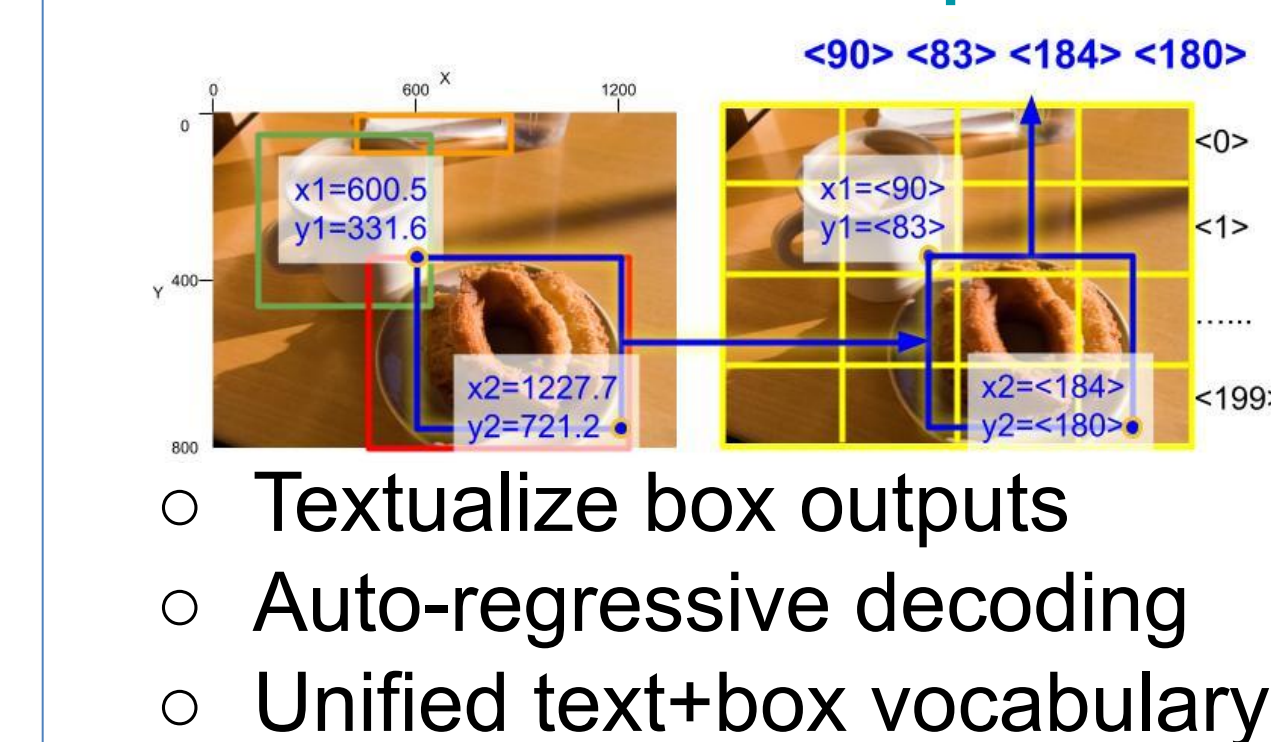 <90> <83> <184> <180>
0 600 X 1200
0
Y 400
800
x1=600.5
y1=331.6
x2=1227.7
y2=721.2
x1=<90>
y1=<83>
x2=<184>
y2=<180>
<0>
<1>
......
<199>
○ Textualize box outputs
○ Auto-regressive decoding
○ Unified text+box vocabulary